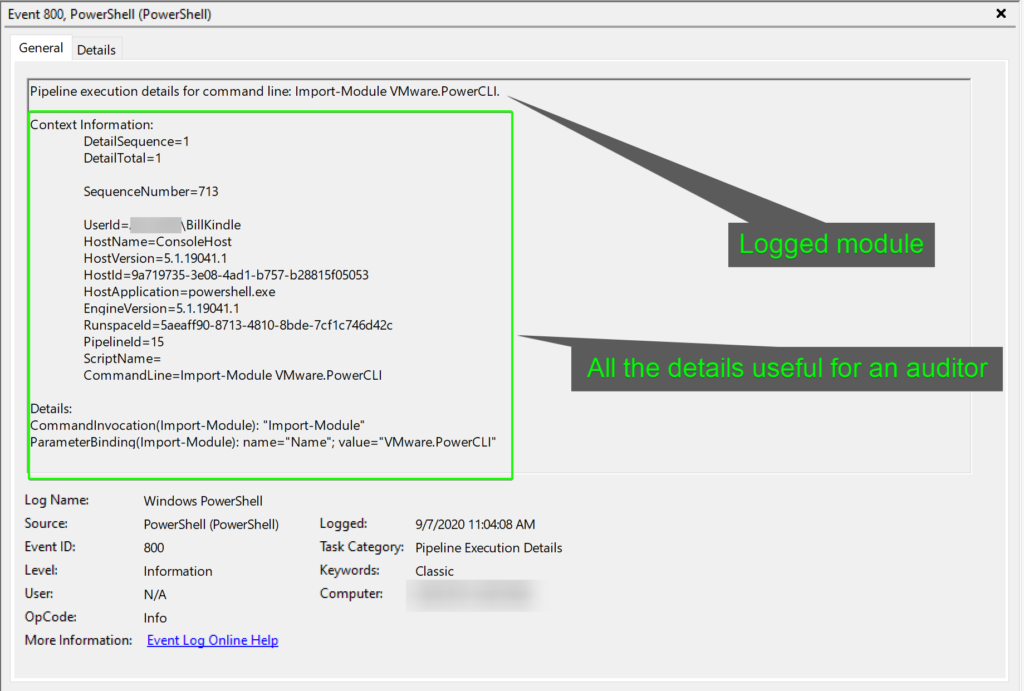 Event 800, PowerShell (PowerShell)
General Details
Pipeline execution details for command line: Import-Module VMware.PowerCLI.
Logged module
Context Information:
DetailSequence=1
DetailTotal=1
SequenceNumber=713
UserId=\BillKindle
HostName=ConsoleHost
HostVersion=5.1.19041.1
HostId=9a719735-3e08-4ad1-b757-b28815f05053
HostApplication=powershell.exe
EngineVersion=5.1.19041.1
RunspaceId=5aeaff90-8713-4810-8bde-7cf1c746d42c
PipelineId=15
ScriptName=
CommandLine=Import-Module VMware.PowerCLI
All the details useful for an auditor
Details:
CommandInvocation(Import-Module): "Import-Module"
ParameterBinding(Import-Module): name="Name"; value="VMware.PowerCLI"
Log Name: Windows PowerShell
Source: PowerShell (PowerShell) Logged: 9/7/2020 11:04:08 AM
Event ID: 800 Task Category: Pipeline Execution Details
Level: Information Keywords: Classic
User: N/A Computer:
OpCode: Info
More Information: Event Log Online Help